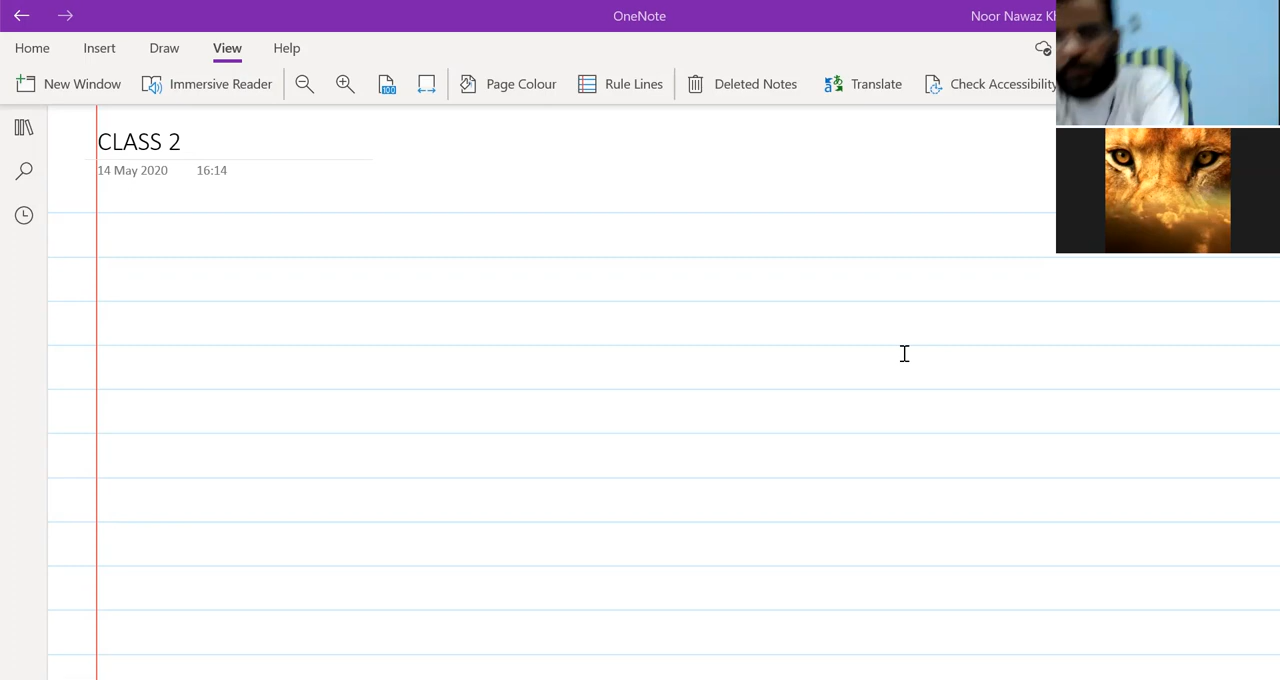 OneNote
Noor Nawaz
Home Insert Draw View Help
New Window Immersive Reader 100 Page Colour Rule Lines Deleted Notes Translate Check Accessibility
CLASS 2
14 May 2020 16:14